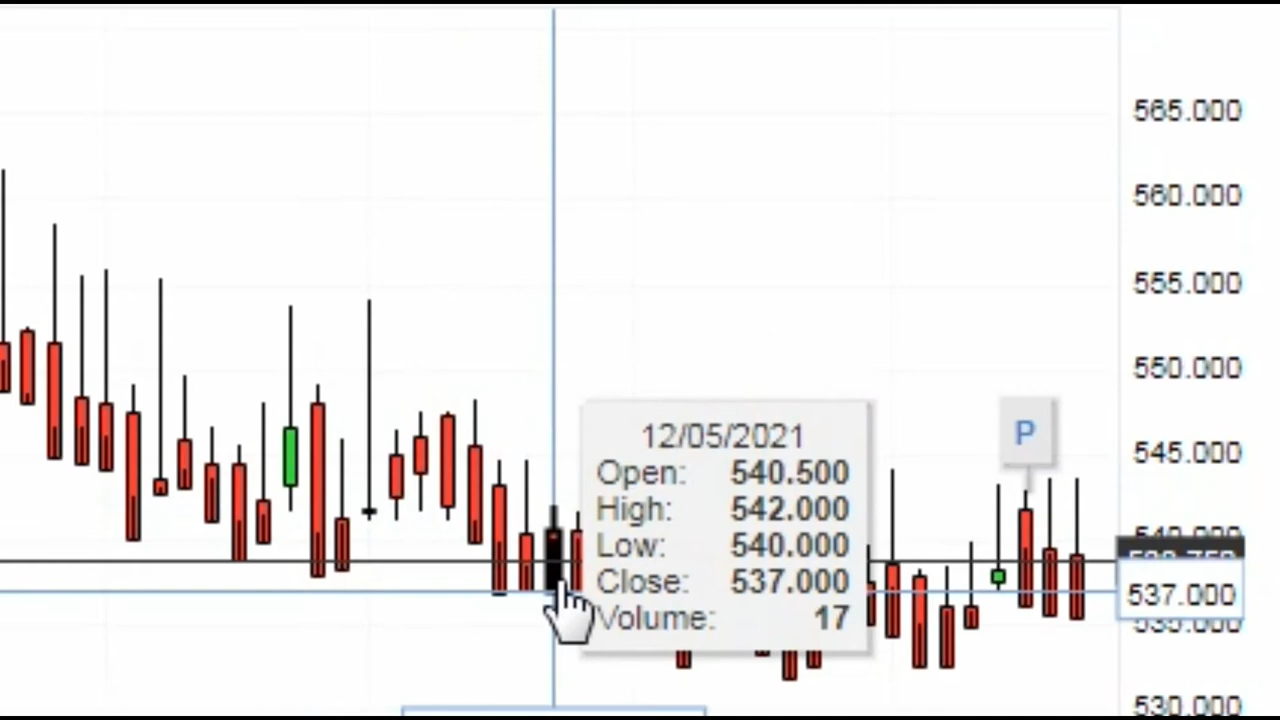 565.000
560.000
555.000
550.000
12/05/2021
P
545.000
Open: 540.500
High: 542.000
Low: 540.000
Close: 537.000
Volume: 17
537.000
530.000